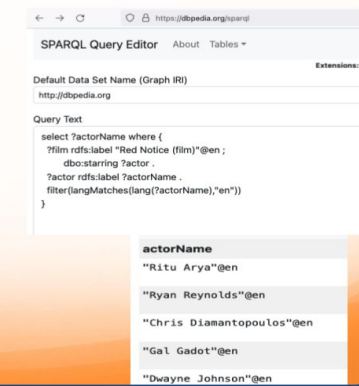 https://dbpedia.org/sparql
SPARQL Query Editor About Tables
Extensions:
Default Data Set Name (Graph IRI)
http://dbpedia.org
Query Text
select ?actorName where {
?film rdfs:label "Red Notice (film)"@en ;
dbo:starring ?actor .
?actor rdfs:label ?actorName .
filter(langMatches(lang(?actorName),"en"))
}
actorName
"Ritu Arya"@en
"Ryan Reynolds"@en
"Chris Diamantopoulos"@en
"Gal Gadot"@en
"Dwayne Johnson"@en